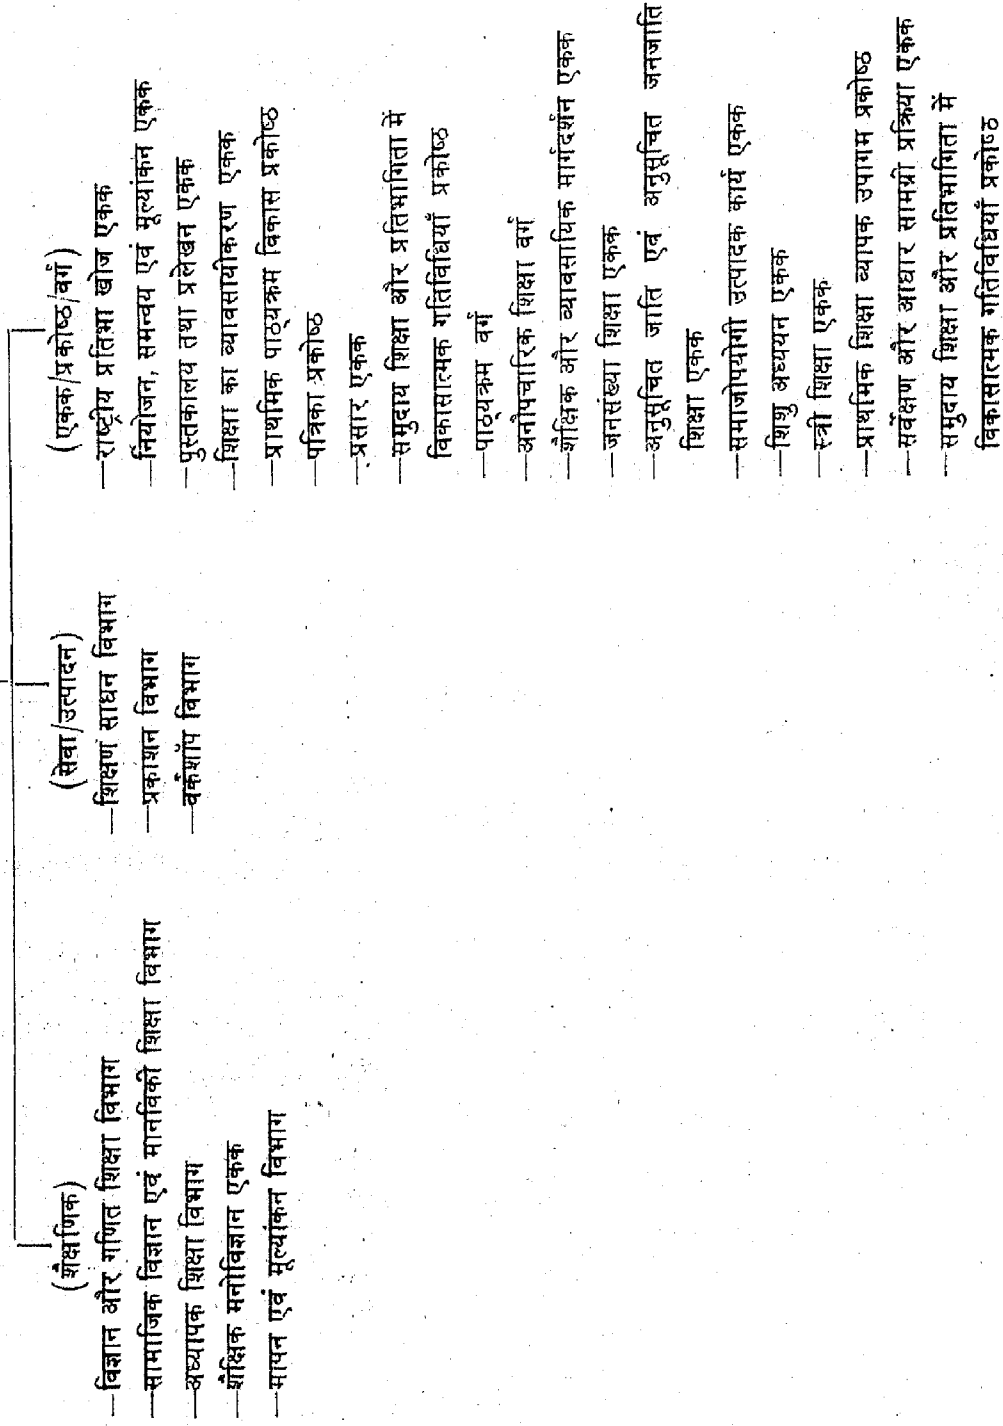 (शैक्षणिक)
—विज्ञान और गणित शिक्षा विभाग
—सामाजिक विज्ञान एवं मानविकी शिक्षा विभाग
—अध्यापक शिक्षा विभाग
—शैक्षिक मनोविज्ञान एकक
—मापन एवं मूल्यांकन विभाग
(सेवा/उत्पादन)
—शिक्षण साधन विभाग
—प्रकाशन विभाग
—वर्कशॉप विभाग
(एकक/प्रकोष्ठ/वर्ग)
—राष्ट्रीय प्रतिभा खोज एकक
—नियोजन, समन्वय एवं मूल्यांकन एकक
—पुस्तकालय तथा प्रलेखन एकक
—शिक्षा का व्यावसायीकरण एकक
—प्राथमिक पाठ्यक्रम विकास प्रकोष्ठ
—पत्रिका प्रकोष्ठ
—प्रसार एकक
—समुदाय शिक्षा और प्रतिभागिता में
विकासात्मक गतिविधियाँ प्रकोष्ठ
—पाठ्यक्रम वर्ग
—अनौपचारिक शिक्षा वर्ग
—शैक्षिक और व्यावसायिक मार्गदर्शन एकक
—जनसंख्या शिक्षा एकक
—अनुसूचित जाति एवं अनुसूचित जनजाति
शिक्षा एकक
—समाजोपयोगी उत्पादक कार्य एकक
—शिशु अध्ययन एकक
—स्त्री शिक्षा एकक
—प्राथमिक शिक्षा व्यापक उपागम प्रकोष्ठ
—सर्वेक्षण और आधार सामग्री प्रक्रिया एकक
—समुदाय शिक्षा और प्रतिभागिता में
विकासात्मक गतिविधियाँ प्रकोष्ठ